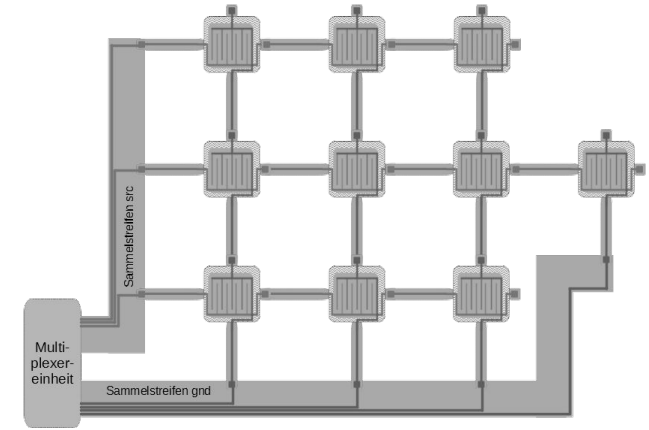 Sammelstreifen src
Multi-
plexer-
einheit
Sammelstreifen gnd